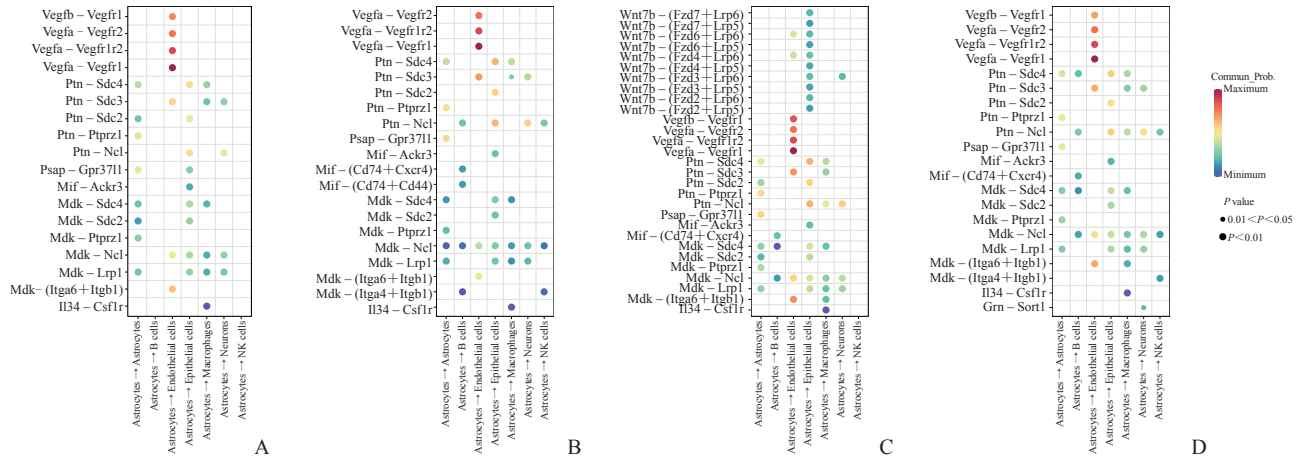 Vegfb – Vegfr1
Vegfa – Vegfr2
Vegfa – Vegfr1r2
Vegfa – Vegfr1
Ptn – Sdc4
Ptn – Sdc3
Ptn – Sdc2
Ptn – Ptprz1
Ptn – Ncl
Psap – Gpr37l1
Mif – Ackr3
Mdk – Sdc4
Mdk – Sdc2
Mdk – Ptprz1
Mdk – Ncl
Mdk – Lrp1
Mdk– (Itga6+Itgb1)
Il34 – Csf1r
Astrocytes → Astrocytes
Astrocytes → B cells
Astrocytes → Endothelial cells
Astrocytes → Epithelial cells
Astrocytes → Macrophages
Astrocytes → Neurons
Astrocytes → NK cells
A
Vegfa – Vegfr2
Vegfa – Vegfr1r2
Vegfa – Vegfr1
Ptn – Sdc4
Ptn – Sdc3
Ptn – Sdc2
Ptn – Ptprz1
Ptn – Ncl
Psap – Gpr37l1
Mif – Ackr3
Mif – (Cd74+Cxcr4)
Mif – (Cd74+Cd44)
Mdk – Sdc4
Mdk – Sdc2
Mdk – Ptprz1
Mdk – Ncl
Mdk – Lrp1
Mdk – (Itga6+Itgb1)
Mdk – (Itga4+Itgb1)
Il34 – Csf1r
Astrocytes → Astrocytes
Astrocytes → B cells
Astrocytes → Endothelial cells
Astrocytes → Epithelial cells
Astrocytes → Macrophages
Astrocytes → Neurons
Astrocytes → NK cells
B
Wnt7b – (Fzd7+Lrp6)
Wnt7b – (Fzd7+Lrp5)
Wnt7b – (Fzd6+Lrp6)
Wnt7b – (Fzd6+Lrp5)
Wnt7b – (Fzd4+Lrp6)
Wnt7b – (Fzd4+Lrp5)
Wnt7b – (Fzd3+Lrp6)
Wnt7b – (Fzd3+Lrp5)
Wnt7b – (Fzd2+Lrp6)
Wnt7b – (Fzd2+Lrp5)
Vegfb – Vegfr1
Vegfa – Vegfr2
Vegfa – Vegfr1r2
Vegfa – Vegfr1
Ptn – Sdc4
Ptn – Sdc3
Ptn – Sdc2
Ptn – Ptprz1
Ptn – Ncl
Psap – Gpr37l1
Mif – Ackr3
Mif – (Cd74+Cxcr4)
Mdk – Sdc4
Mdk – Sdc2
Mdk – Ptprz1
Mdk – Ncl
Mdk – Lrp1
Mdk – (Itga6+Itgb1)
Il34 – Csf1r
Astrocytes → Astrocytes
Astrocytes → B cells
Astrocytes → Endothelial cells
Astrocytes → Epithelial cells
Astrocytes → Macrophages
Astrocytes → Neurons
Astrocytes → NK cells
C
Vegfb – Vegfr1
Vegfa – Vegfr2
Vegfa – Vegfr1r2
Vegfa – Vegfr1
Ptn – Sdc4
Ptn – Sdc3
Ptn – Sdc2
Ptn – Ptprz1
Ptn – Ncl
Psap – Gpr37l1
Mif – Ackr3
Mif – (Cd74+Cxcr4)
Mdk – Sdc4
Mdk – Sdc2
Mdk – Ptprz1
Mdk – Ncl
Mdk – Lrp1
Mdk – (Itga6+Itgb1)
Mdk – (Itga4+Itgb1)
Il34 – Csf1r
Grn – Sort1
Astrocytes → Astrocytes
Astrocytes → B cells
Astrocytes → Endothelial cells
Astrocytes → Epithelial cells
Astrocytes → Macrophages
Astrocytes → Neurons
Astrocytes → NK cells
D
Commun_Prob.
Maximum
Minimum
P value
0.01<P<0.05
P<0.01